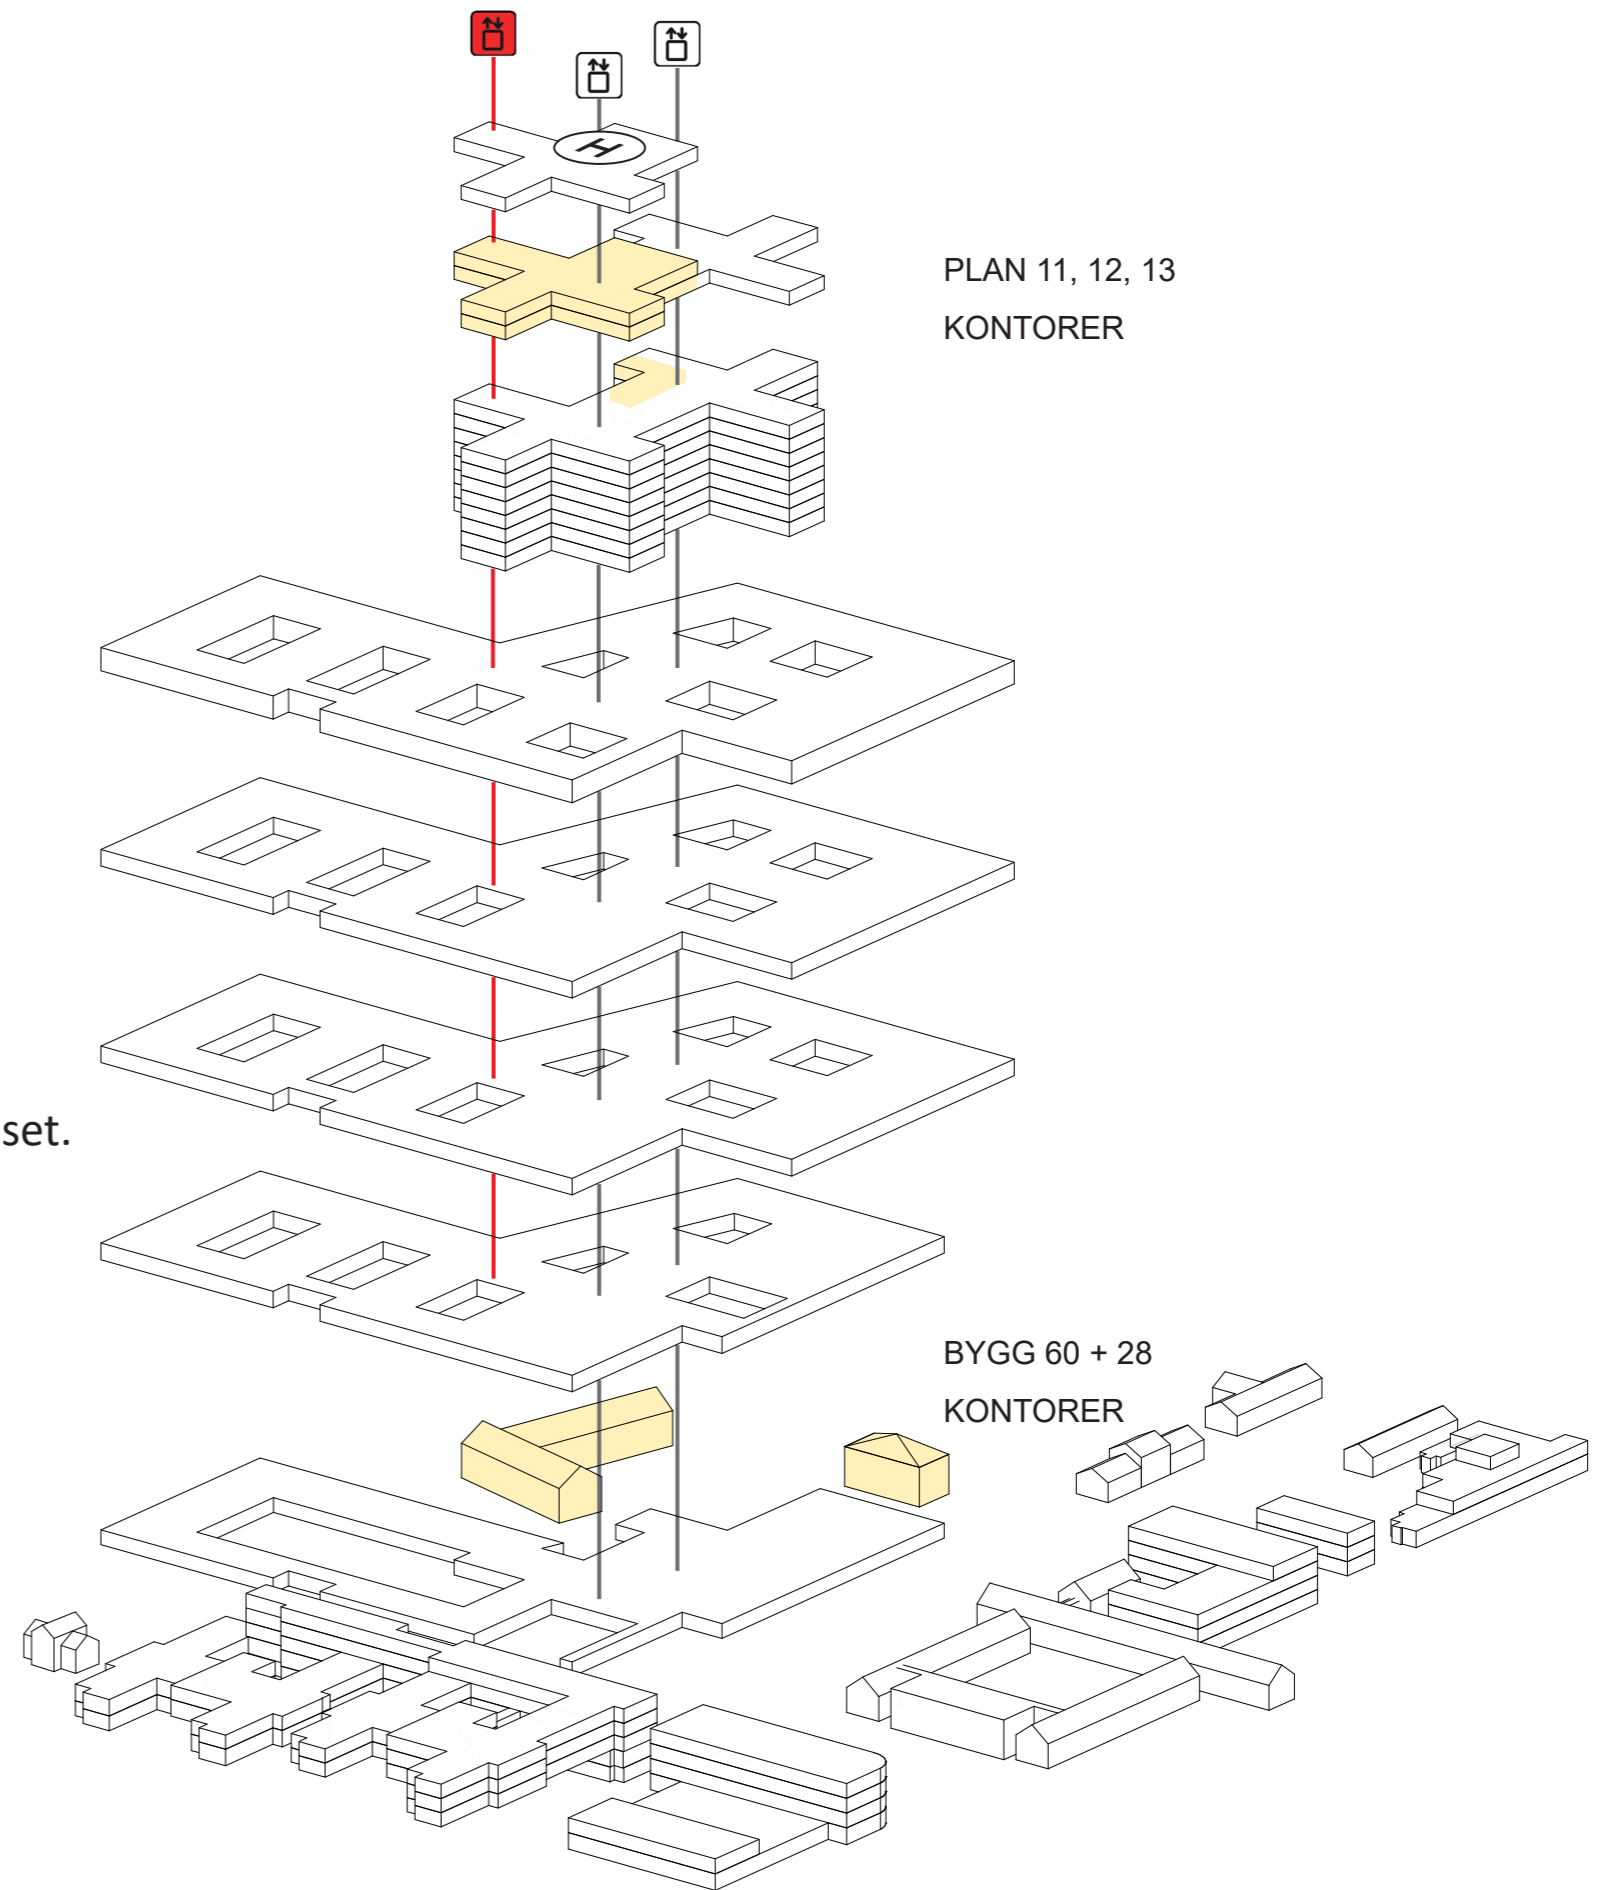 H
PLAN 11, 12, 13
KONTORER
set.
BYGG 60 + 28
KONTORER